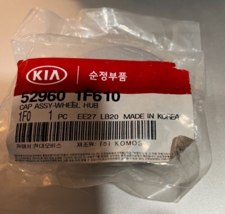 KIA 순정부품
52960 1F610
CAP ASSY-WHEEL HUB
1F0 1 PC EE27 LB20 MADE IN KOREA
KOMOS